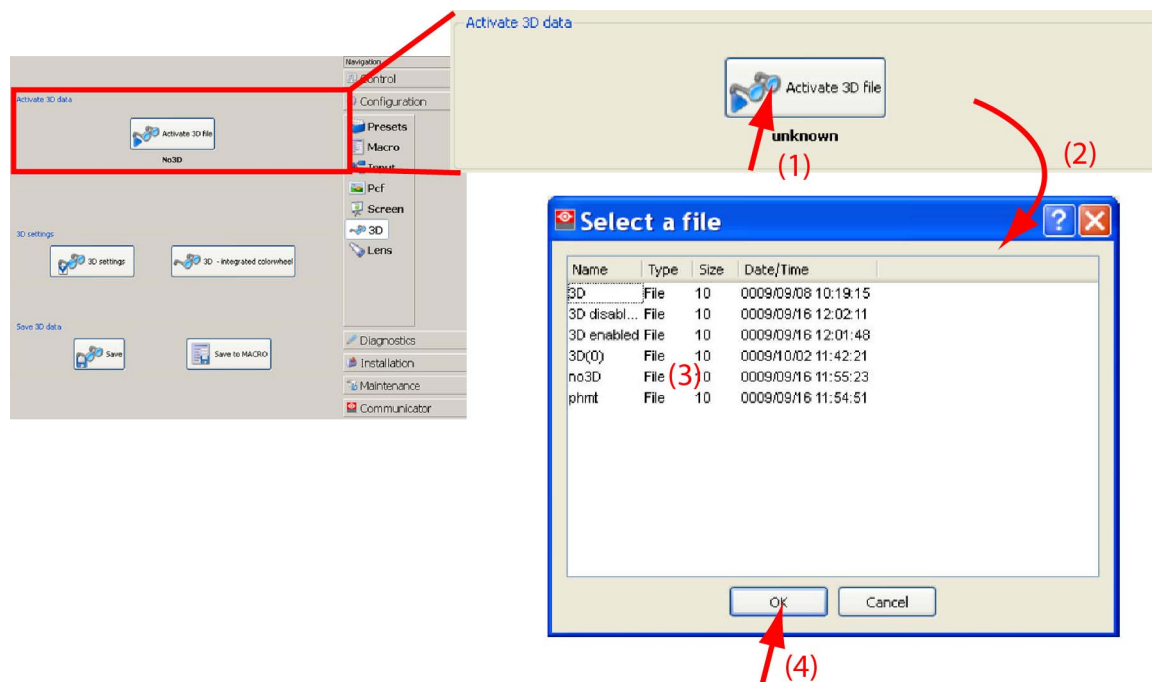 Activate 3D data
Activate 3D file
unknown
(1)
(2)
Navigation
Control
Activate 3D data
Configuration
Activate 3D file
No3D
Presets
Macro
Input
Pcf
Screen
3D
Lens
3D settings
3D settings
3D - integrated colorwheel
Save 3D data
Save
Save to MACRO
Diagnostics
Installation
Maintenance
Communicator
Select a file
Name Type Size Date/Time
3D File 10 0009/09/08 10:19:15
3D disabl... File 10 0009/09/16 12:02:11
3D enabled File 10 0009/09/16 12:01:48
3D(0) File 10 0009/10/02 11:42:21
no3D File (3) 10 0009/09/16 11:55:23
phmt File 10 0009/09/16 11:54:51
OK Cancel
(4)